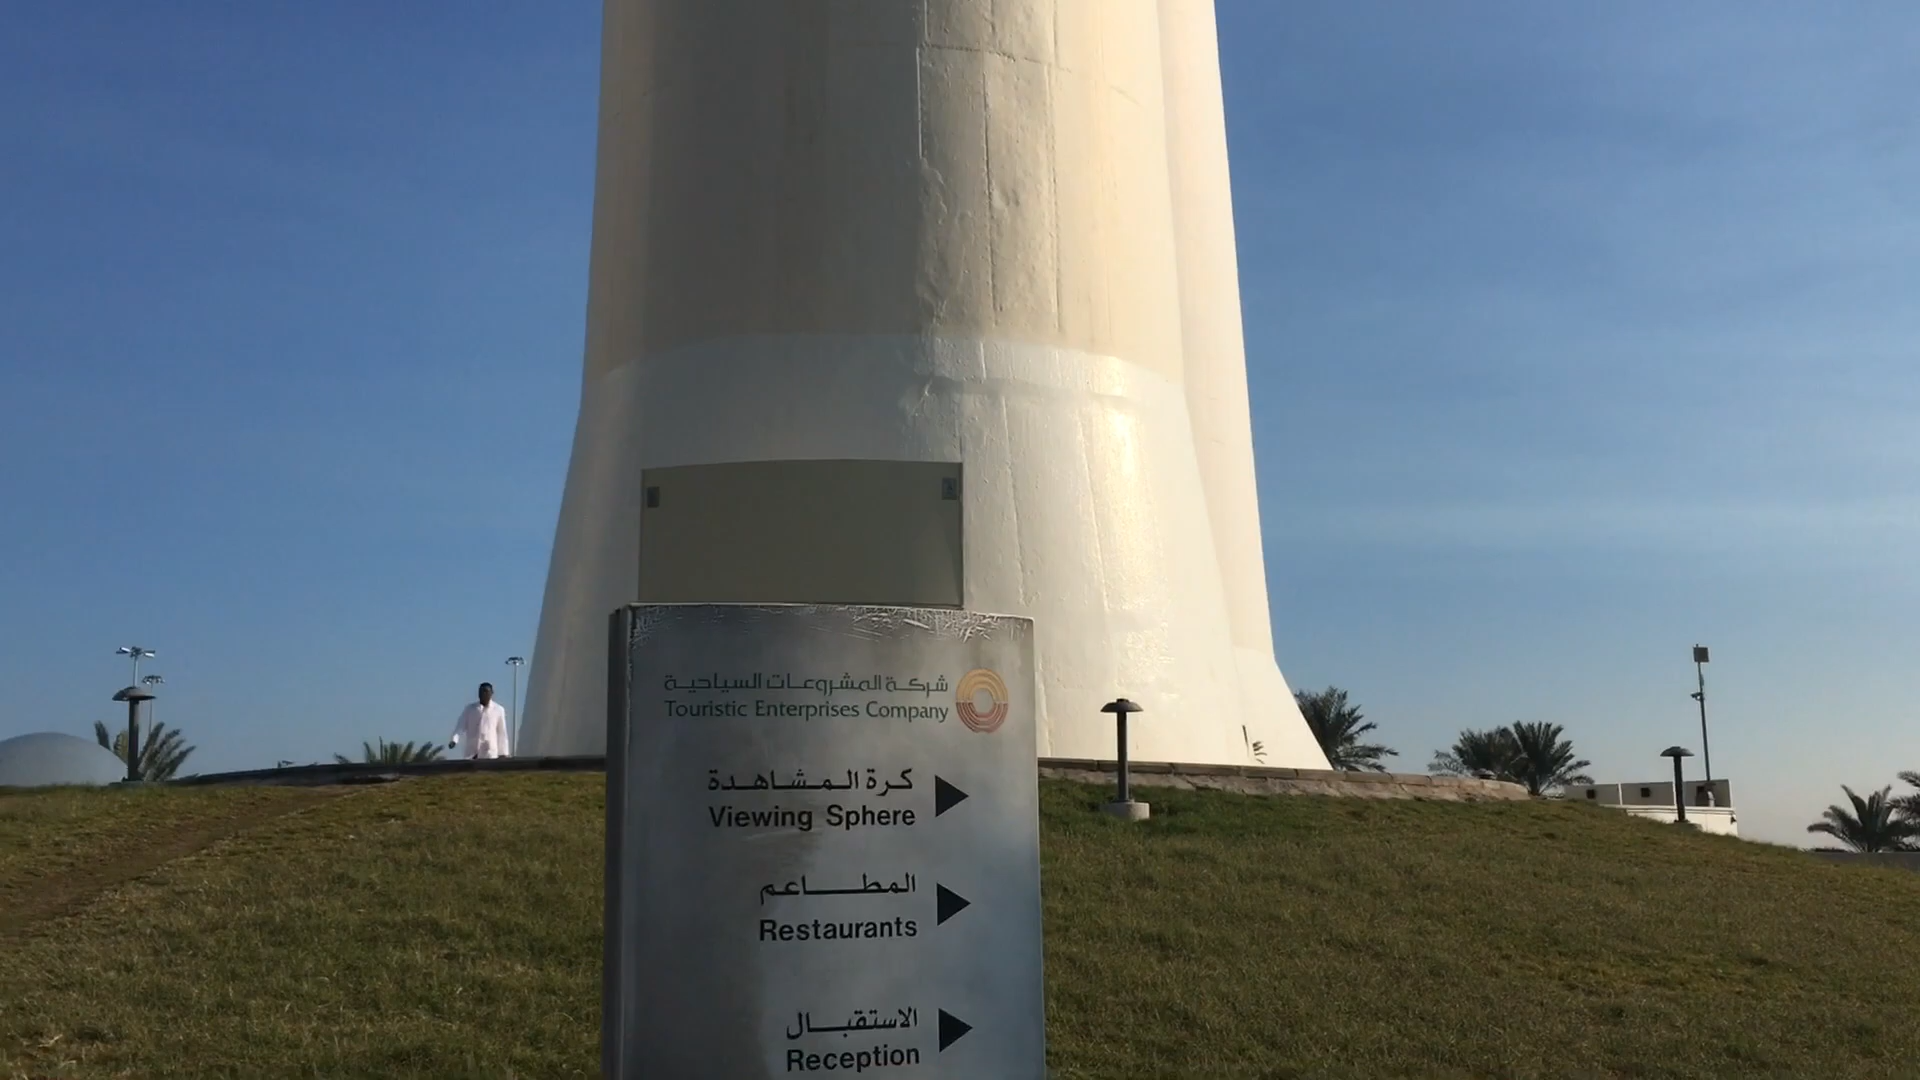 شركة المشروعات السياحية
Touristic Enterprises Company
كرة المشاهدة
Viewing Sphere
المطاعم
Restaurants
الاستقبال
Reception